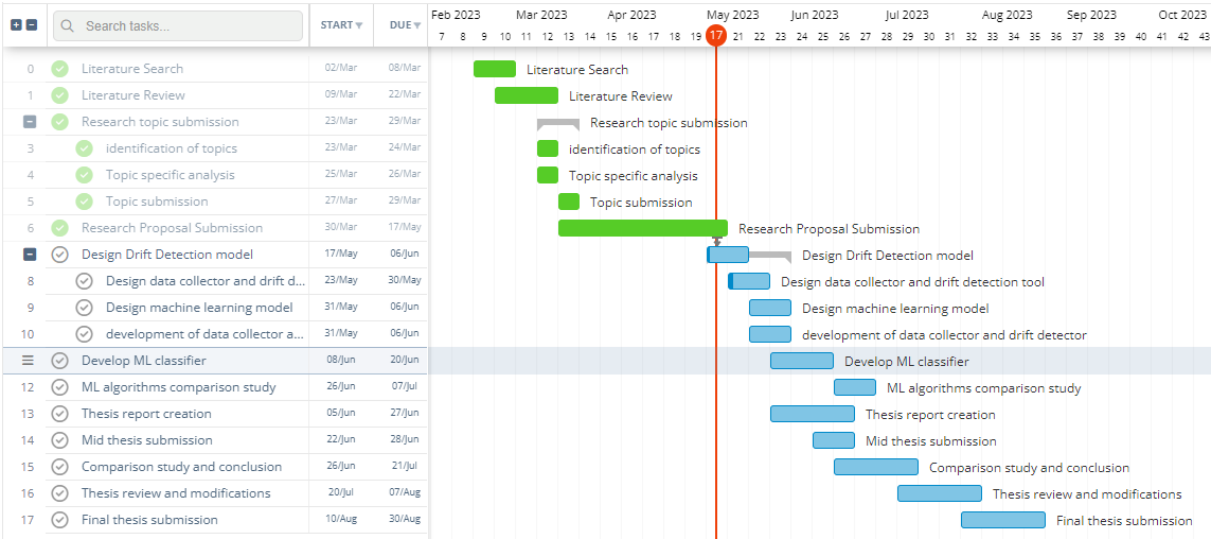 Search tasks... START DUE
Feb 2023 Mar 2023 Apr 2023 May 2023 Jun 2023 Jul 2023 Aug 2023 Sep 2023 Oct 2023
7 8 9 10 11 12 13 14 15 16 17 18 19 17 21 22 23 24 25 26 27 28 29 30 31 32 33 34 35 36 37 38 39 40 41 42 43
0 Literature Search 02/Mar 08/Mar Literature Search
1 Literature Review 09/Mar 22/Mar Literature Review
Research topic submission 23/Mar 29/Mar Research topic submission
3 identification of topics 23/Mar 24/Mar identification of topics
4 Topic specific analysis 25/Mar 26/Mar Topic specific analysis
5 Topic submission 27/Mar 29/Mar Topic submission
6 Research Proposal Submission 30/Mar 17/May Research Proposal Submission
Design Drift Detection model 17/May 06/Jun Design Drift Detection model
8 Design data collector and drift d... 23/May 30/May Design data collector and drift detection tool
9 Design machine learning model 31/May 06/Jun Design machine learning model
10 development of data collector a... 31/May 06/Jun development of data collector and drift detector
Develop ML classifier 08/Jun 20/Jun Develop ML classifier
12 ML algorithms comparison study 26/Jun 07/Jul ML algorithms comparison study
13 Thesis report creation 05/Jun 27/Jun Thesis report creation
14 Mid thesis submission 22/Jun 28/Jun Mid thesis submission
15 Comparison study and conclusion 26/Jun 21/Jul Comparison study and conclusion
16 Thesis review and modifications 20/Jul 07/Aug Thesis review and modifications
17 Final thesis submission 10/Aug 30/Aug Final thesis submission